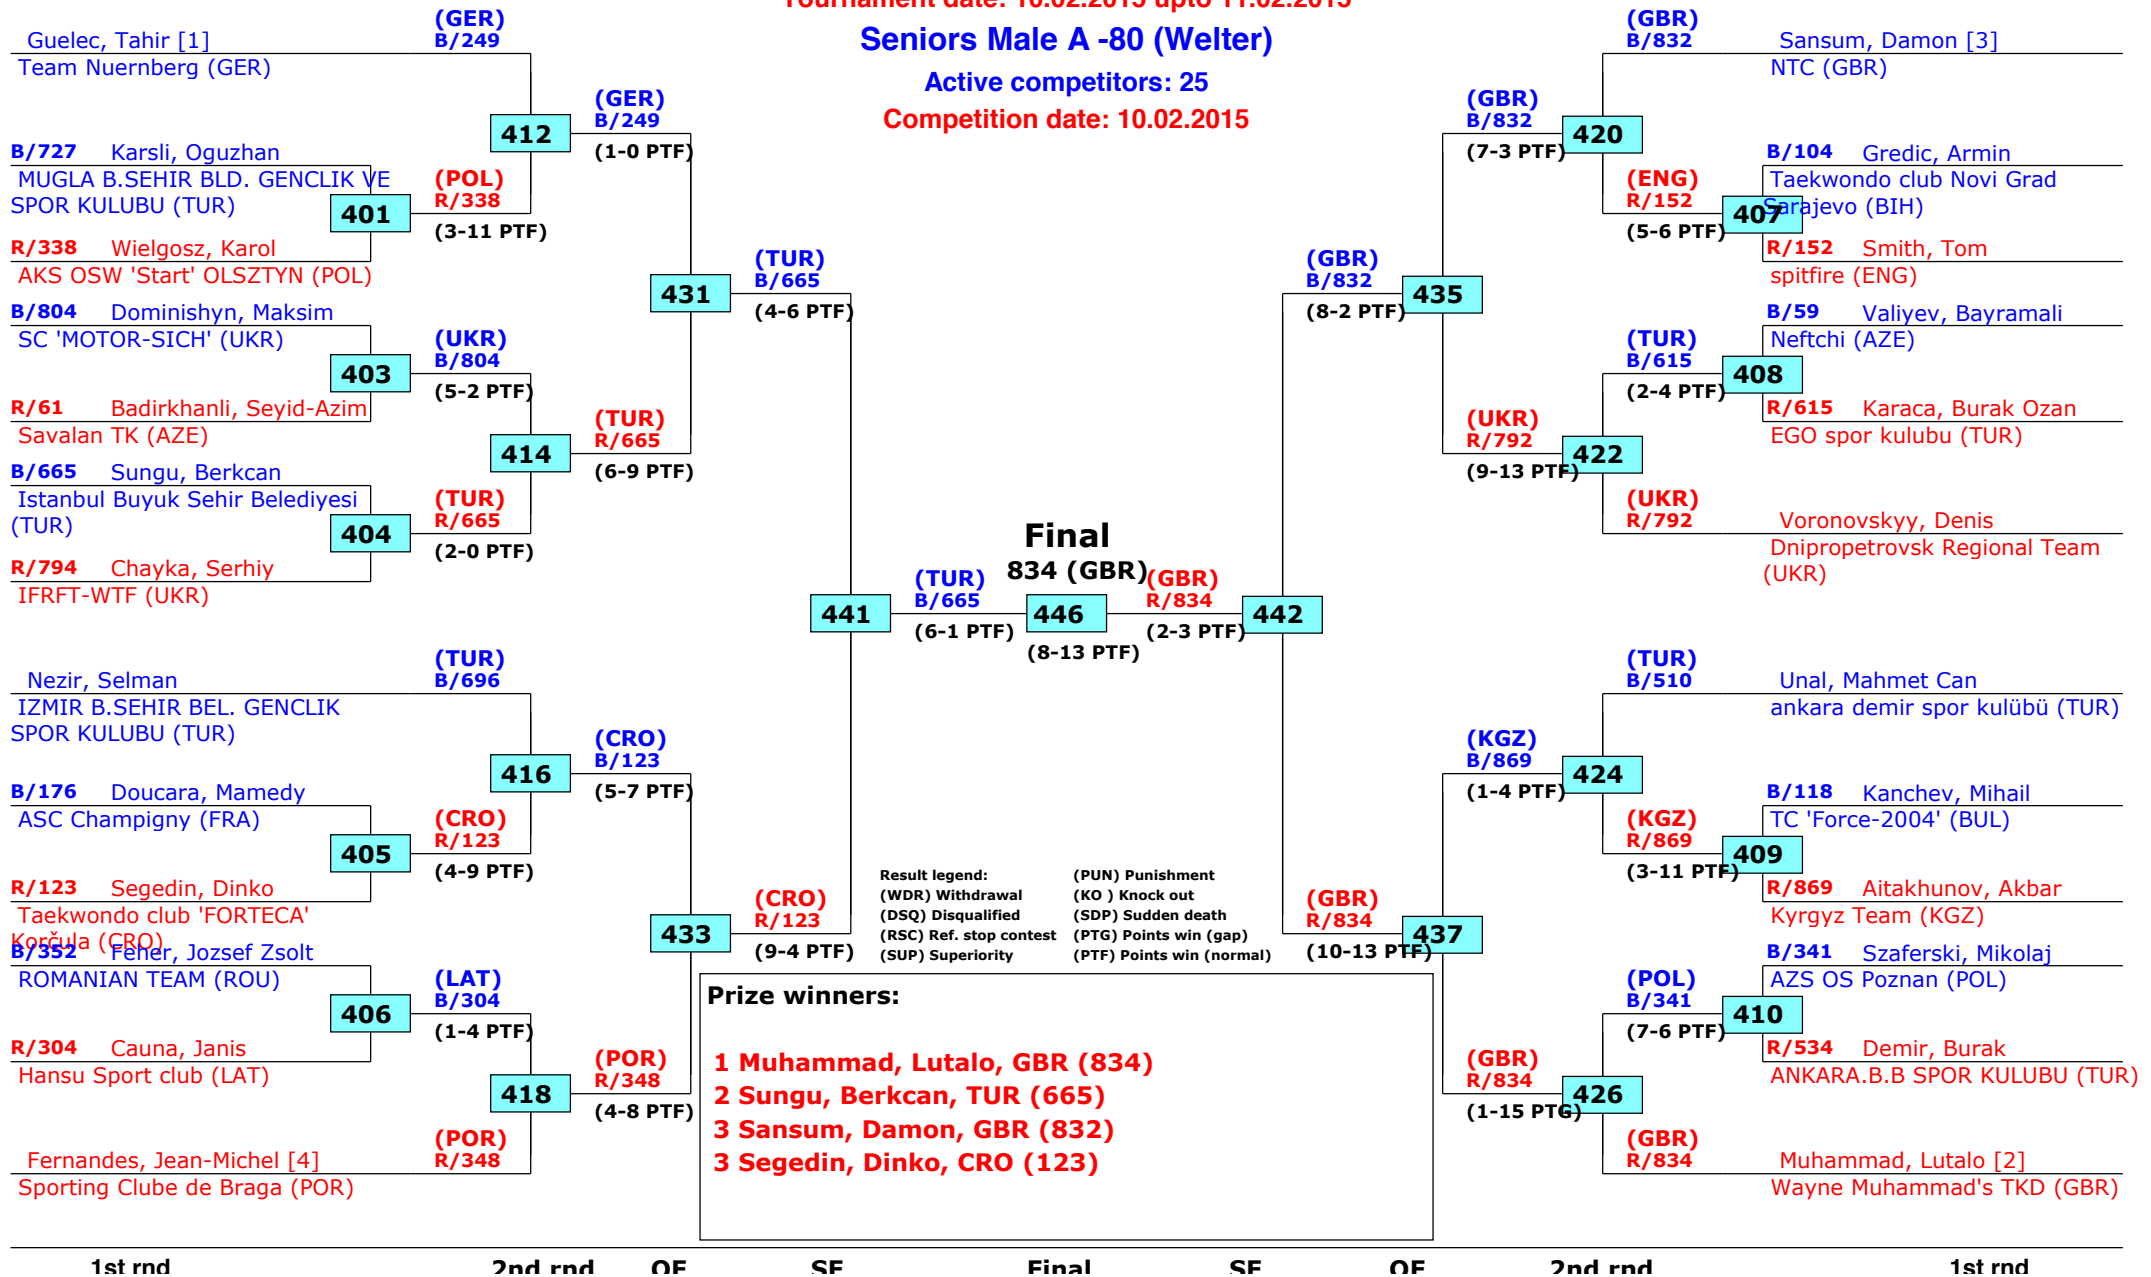 Tournament date: 10.02.2015 upto 11.02.2015
Seniors Male A -80 (Welter)
Active competitors: 25
Competition date: 10.02.2015
(GER)
B/249
Guelec, Tahir [1]
Team Nuernberg (GER)
(GER)
B/249
412
(1-0 PTF)
B/727 Karsli, Oguzhan
MUGLA B.SEHIR BLD. GENCLIK VE
SPOR KULUBU (TUR)
401
(POL)
R/338
(3-11 PTF)
R/338 Wielgosz, Karol
AKS OSW 'Start' OLSZTYN (POL)
431
(TUR)
B/665
(4-6 PTF)
B/804 Dominishyn, Maksim
SC 'MOTOR-SICH' (UKR)
403
(UKR)
B/804
(5-2 PTF)
R/61 Badirkhanli, Seyid-Azim
Savalan TK (AZE)
414
(TUR)
R/665
(6-9 PTF)
B/665 Sungu, Berkcan
Istanbul Buyuk Sehir Belediyesi
(TUR)
404
(TUR)
R/665
(2-0 PTF)
R/794 Chayka, Serhiy
IFRFT-WTF (UKR)
441
(TUR)
B/665
(6-1 PTF)
Final
834 (GBR)
446
(8-13 PTF)
(GBR)
R/834
(2-3 PTF)
442
(TUR)
B/696
Nezir, Selman
IZMIR B.SEHIR BEL. GENCLIK
SPOR KULUBU (TUR)
416
(CRO)
B/123
(5-7 PTF)
B/176 Doucara, Mamedy
ASC Champigny (FRA)
405
(CRO)
R/123
(4-9 PTF)
R/123 Segedin, Dinko
Taekwondo club 'FORTECA'
Korčula (CRO)
433
(CRO)
R/123
(9-4 PTF)
B/352 Feher, Jozsef Zsolt
ROMANIAN TEAM (ROU)
406
(LAT)
B/304
(1-4 PTF)
R/304 Cauna, Janis
Hansu Sport club (LAT)
418
(POR)
R/348
(4-8 PTF)
(POR)
R/348
Fernandes, Jean-Michel [4]
Sporting Clube de Braga (POR)
(GBR)
B/832
Sansum, Damon [3]
NTC (GBR)
(GBR)
B/832
(7-3 PTF)
420
B/104 Gredic, Armin
Taekwondo club Novi Grad
Sarajevo (BIH)
(ENG)
R/152
(5-6 PTF)
407
R/152 Smith, Tom
spitfire (ENG)
(GBR)
B/832
(8-2 PTF)
435
B/59 Valiyev, Bayramali
Neftchi (AZE)
(TUR)
B/615
(2-4 PTF)
408
R/615 Karaca, Burak Ozan
EGO spor kulubu (TUR)
(UKR)
R/792
(9-13 PTF)
422
(UKR)
R/792
Voronovskyy, Denis
Dnipropetrovsk Regional Team
(UKR)
(TUR)
B/510
Unal, Mahmet Can
ankara demir spor kulübü (TUR)
(KGZ)
B/869
(1-4 PTF)
424
B/118 Kanchev, Mihail
TC 'Force-2004' (BUL)
(KGZ)
R/869
(3-11 PTF)
409
R/869 Aitakhunov, Akbar
Kyrgyz Team (KGZ)
(GBR)
R/834
(10-13 PTF)
437
B/341 Szaferski, Mikolaj
AZS OS Poznan (POL)
(POL)
B/341
(7-6 PTF)
410
R/534 Demir, Burak
ANKARA.B.B SPOR KULUBU (TUR)
(GBR)
R/834
(1-15 PTG)
426
(GBR)
R/834
Muhammad, Lutalo [2]
Wayne Muhammad's TKD (GBR)
Result legend: (PUN) Punishment
(WDR) Withdrawal (KO ) Knock out
(DSQ) Disqualified (SDP) Sudden death
(RSC) Ref. stop contest (PTG) Points win (gap)
(SUP) Superiority (PTF) Points win (normal)
Prize winners:
1 Muhammad, Lutalo, GBR (834)
2 Sungu, Berkcan, TUR (665)
3 Sansum, Damon, GBR (832)
3 Segedin, Dinko, CRO (123)
1st rnd 2nd rnd QF SF Final SF QF 2nd rnd 1st rnd